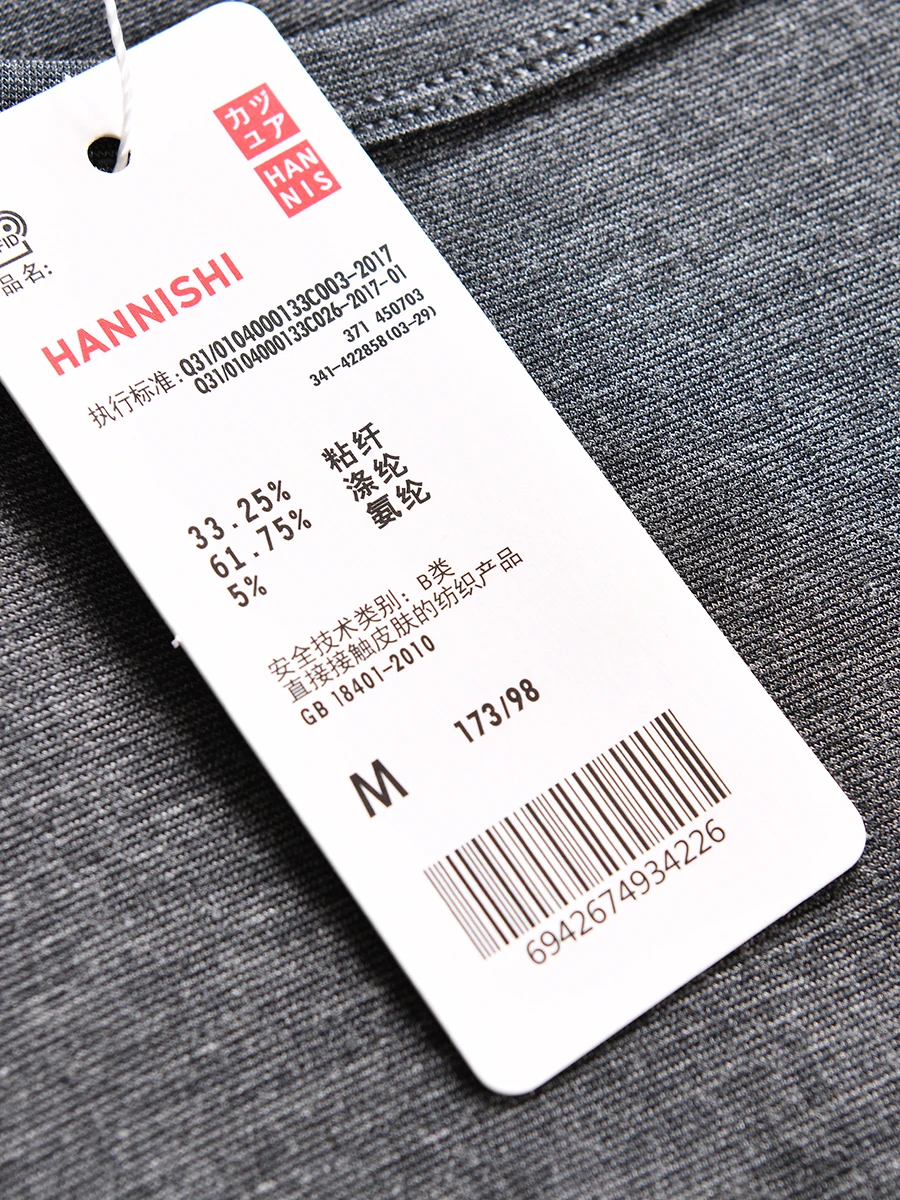 カッ
ュア
HAN
NIS
品名:
HANNISHI
执行标准:Q31/0104000133C003-2017
Q31/0104000133C026-2017-01
371 450703
341-422858(03-29)
33.25% 粘纤
61.75% 涤纶
5% 氨纶
安全技术类别: B类
直接接触皮肤的纺织产品
GB 18401-2010
M 173/98
6942674934226